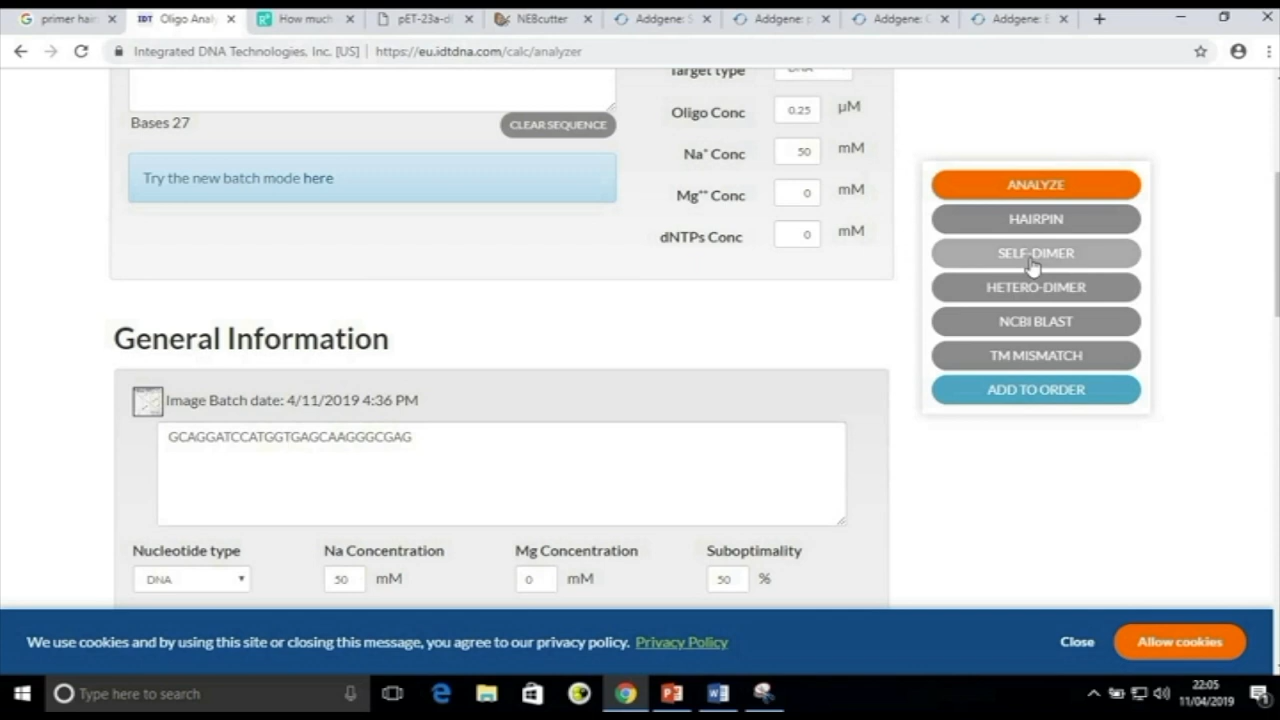 primer hair
IDT Oligo Anal
R How much
pET-23a-d
NEBcutter
Addgene: S
Addgene: p
Addgene:
Addgene: E
Integrated DNA Technologies, Inc. [US] | https://eu.idtdna.com/calc/analyzer
Target type
DNA
Bases 27
CLEAR SEQUENCE
Oligo Conc 0.25 µM
Na⁺ Conc 50 mM
Try the new batch mode here
Mg⁺⁺ Conc 0 mM
dNTPs Conc 0 mM
ANALYZE
HAIRPIN
SELF-DIMER
HETERO-DIMER
NCBI BLAST
TM MISMATCH
ADD TO ORDER
General Information
Image Batch date: 4/11/2019 4:36 PM
GCAGGATCCATGGTGAGCAAGGGCGAG
Nucleotide type Na Concentration Mg Concentration Suboptimality
DNA 50 mM 0 mM 50 %
We use cookies and by using this site or closing this message, you agree to our privacy policy. Privacy Policy Close Allow cookies
Type here to search
22:05
11/04/2019